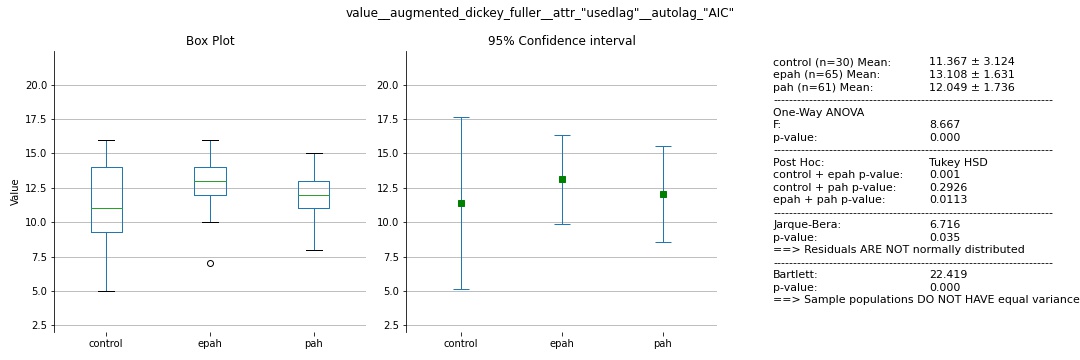 value__augmented_dickey_fuller__attr_"usedlag"__autolag_"AIC"
Box Plot
20.0
17.5
15.0
12.5
10.0
7.5
5.0
2.5
Value
control epah pah
95% Confidence interval
20.0
17.5
15.0
12.5
10.0
7.5
5.0
2.5
control epah pah
control (n=30) Mean: 11.367 ± 3.124
epah (n=65) Mean: 13.108 ± 1.631
pah (n=61) Mean: 12.049 ± 1.736
One-Way ANOVA
F: 8.667
p-value: 0.000
Post Hoc: Tukey HSD
control + epah p-value: 0.001
control + pah p-value: 0.2926
epah + pah p-value: 0.0113
Jarque-Bera: 6.716
p-value: 0.035
==> Residuals ARE NOT normally distributed
Bartlett: 22.419
p-value: 0.000
==> Sample populations DO NOT HAVE equal variance